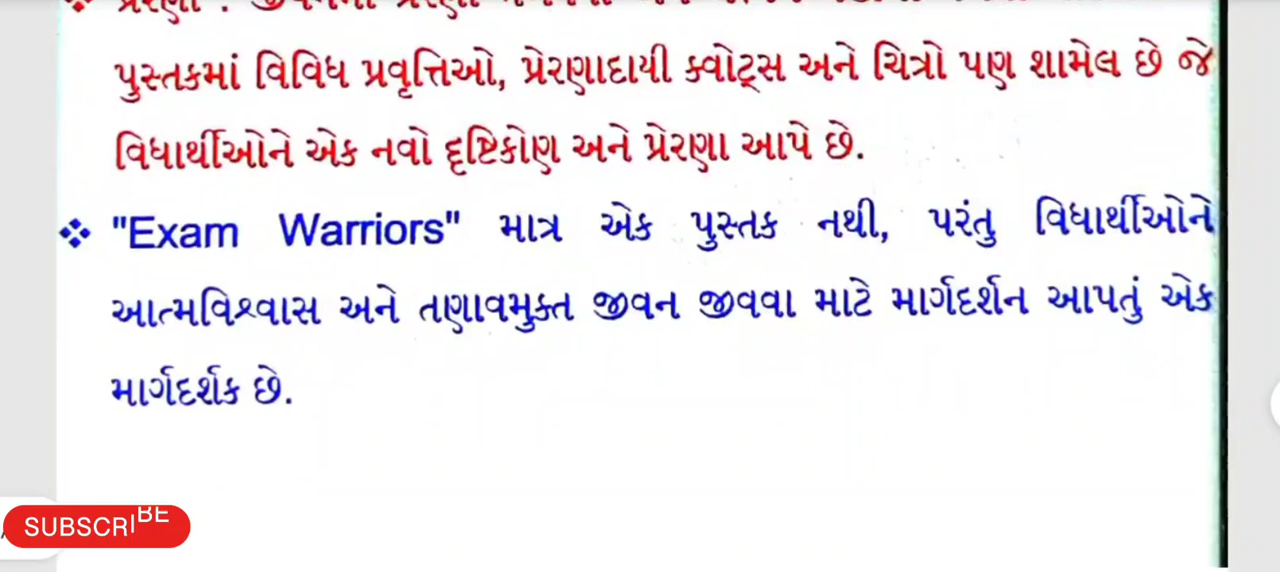 પુસ્તકમાં વિવિધ પ્રવૃત્તિઓ, પ્રેરણાદાયી ક્વોટ્સ અને ચિત્રો પણ શામેલ છે જે
વિધાર્થીઓને એક નવો દૃષ્ટિકોણ અને પ્રેરણા આપે છે.
❖ "Exam Warriors" માત્ર એક પુસ્તક નથી, પરંતુ વિધાર્થીઓને
આત્મવિશ્વાસ અને તણાવમુક્ત જીવન જીવવા માટે માર્ગદર્શન આપતું એક
માર્ગદર્શક છે.
SUBSCRIBE